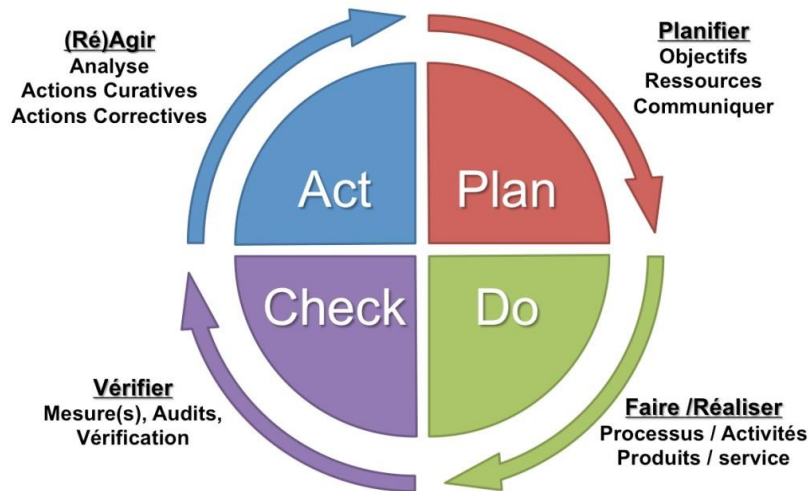 (Ré)Agir
Analyse
Actions Curatives
Actions Correctives
Planifier
Objectifs
Ressources
Communiquer
Act
Plan
Check
Do
Vérifier
Mesure(s), Audits,
Vérification
Faire /Réaliser
Processus / Activités
Produits / service